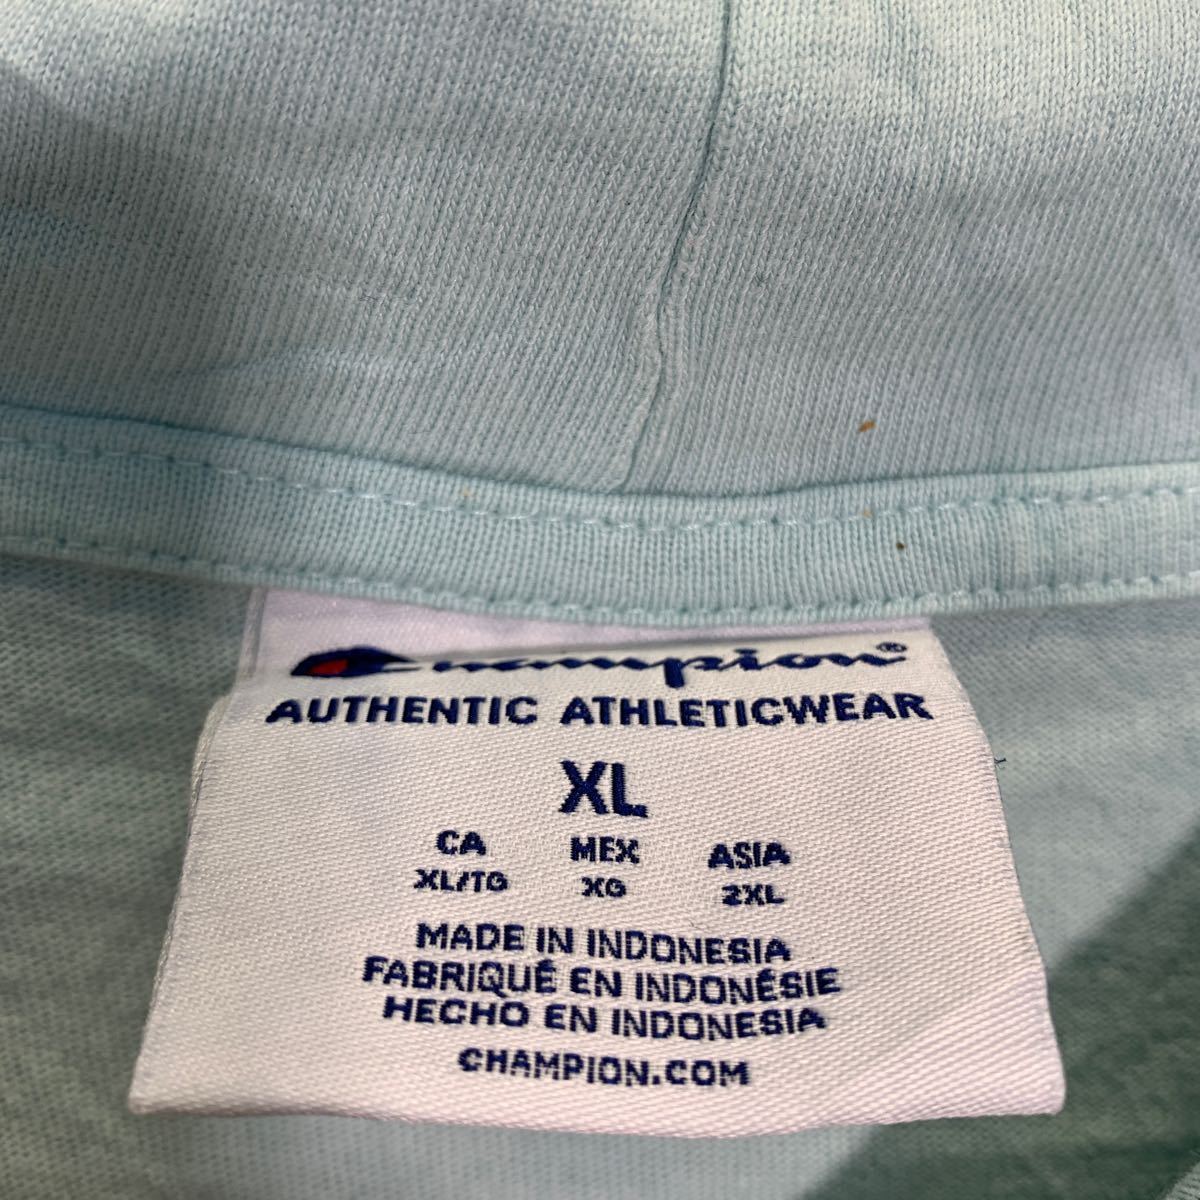 Champion®
AUTHENTIC ATHLETICWEAR
XL
CA MEX ASIA
XL/TG XG 2XL
MADE IN INDONESIA
FABRIQUÉ EN INDONÉSIE
HECHO EN INDONESIA
CHAMPION.COM